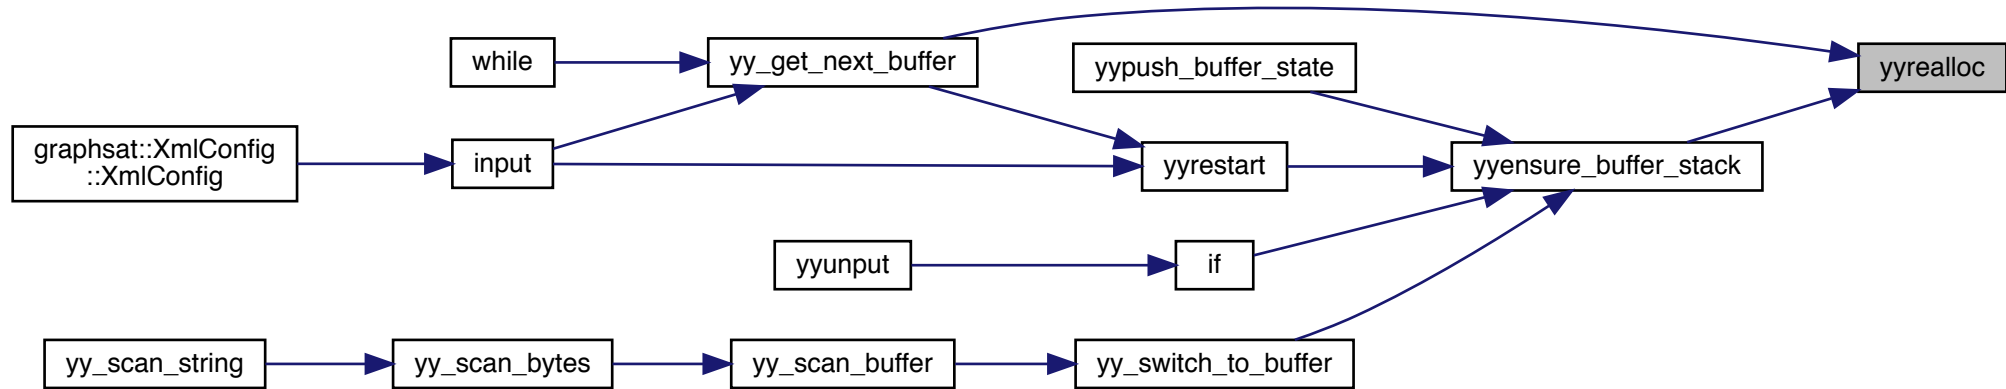 while
yy_get_next_buffer
yypush_buffer_state
yyrealloc
graphsat::XmlConfig
::XmlConfig
input
yyrestart
yyensure_buffer_stack
yyunput
if
yy_scan_string
yy_scan_bytes
yy_scan_buffer
yy_switch_to_buffer